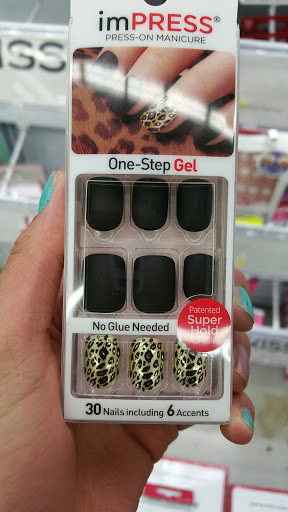 imPRESS®
PRESS-ON MANICURE
One-Step Gel
Patented
Super
Hold
No Glue Needed
30 Nails including 6 Accents